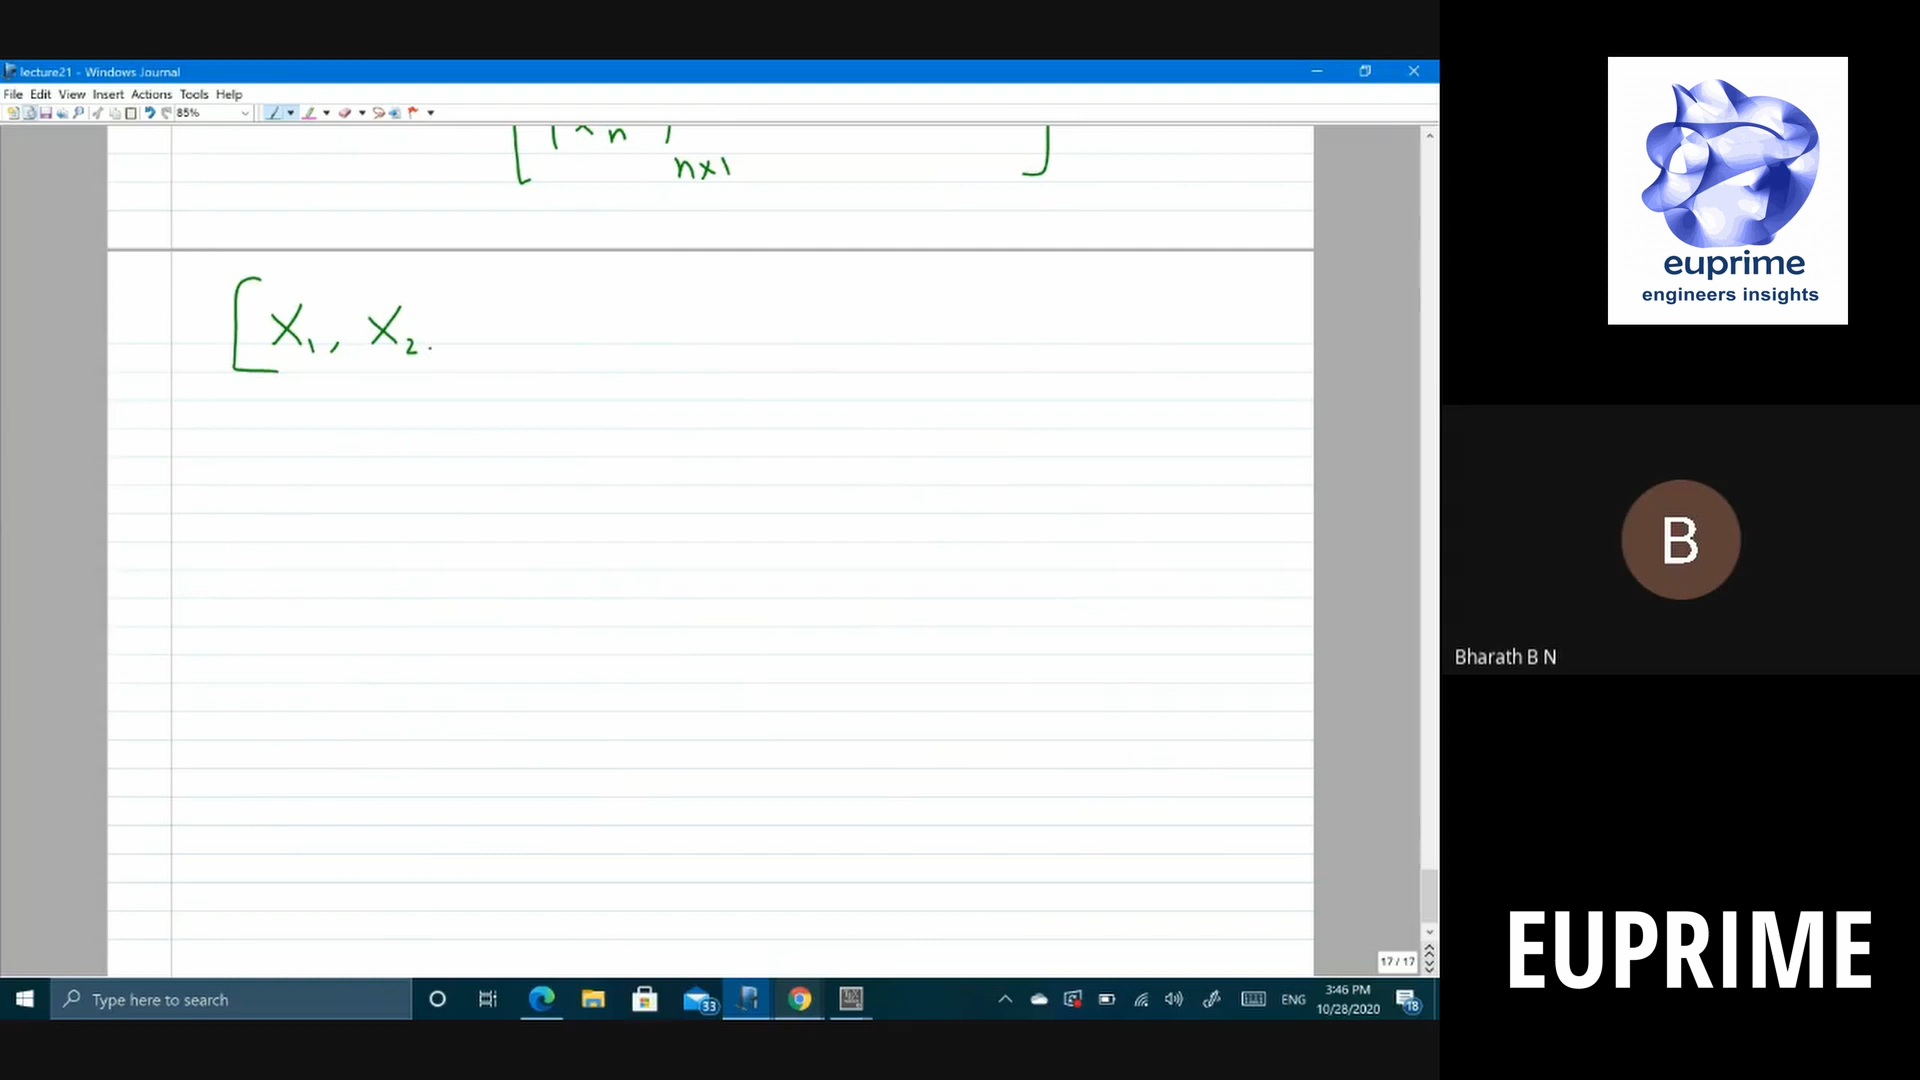 lecture21 - Windows Journal
File Edit View Insert Actions Tools Help
85%
n
n×1
[ X₁, X₂.
17 / 17
Type here to search
33
ENG
3:46 PM
10/28/2020
18
euprime
engineers insights
B
Bharath B N
EUPRIME